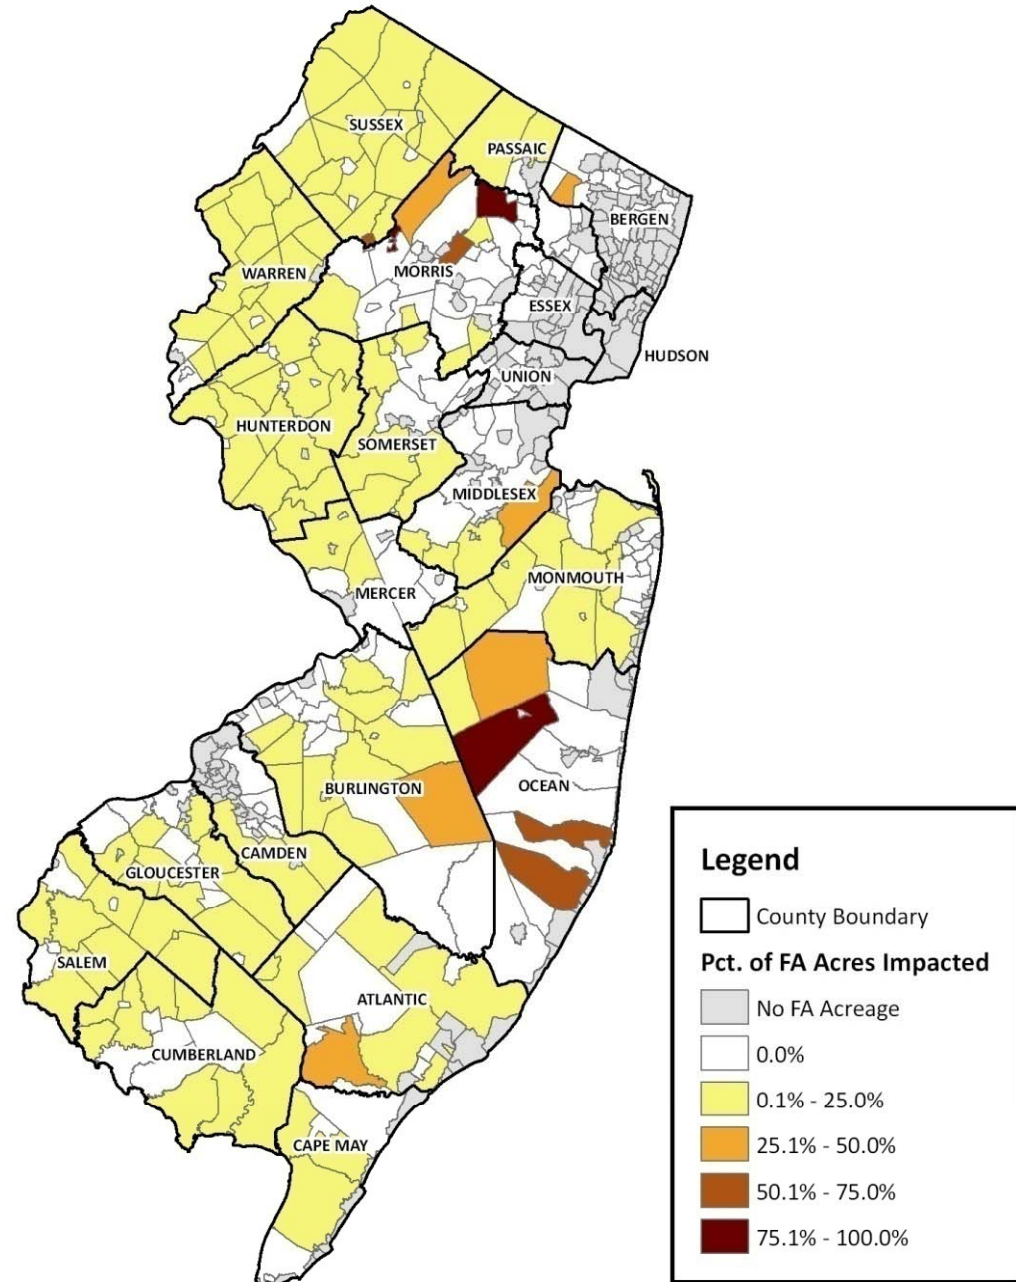 SUSSEX
PASSAIC
BERGEN
WARREN
MORRIS
ESSEX
HUDSON
UNION
HUNTERDON
SOMERSET
MIDDLESEX
MONMOUTH
MERCER
OCEAN
BURLINGTON
CAMDEN
GLOUCESTER
SALEM
ATLANTIC
CUMBERLAND
CAPE MAY
Legend
County Boundary
Pct. of FA Acres Impacted
No FA Acreage
0.0%
0.1% - 25.0%
25.1% - 50.0%
50.1% - 75.0%
75.1% - 100.0%